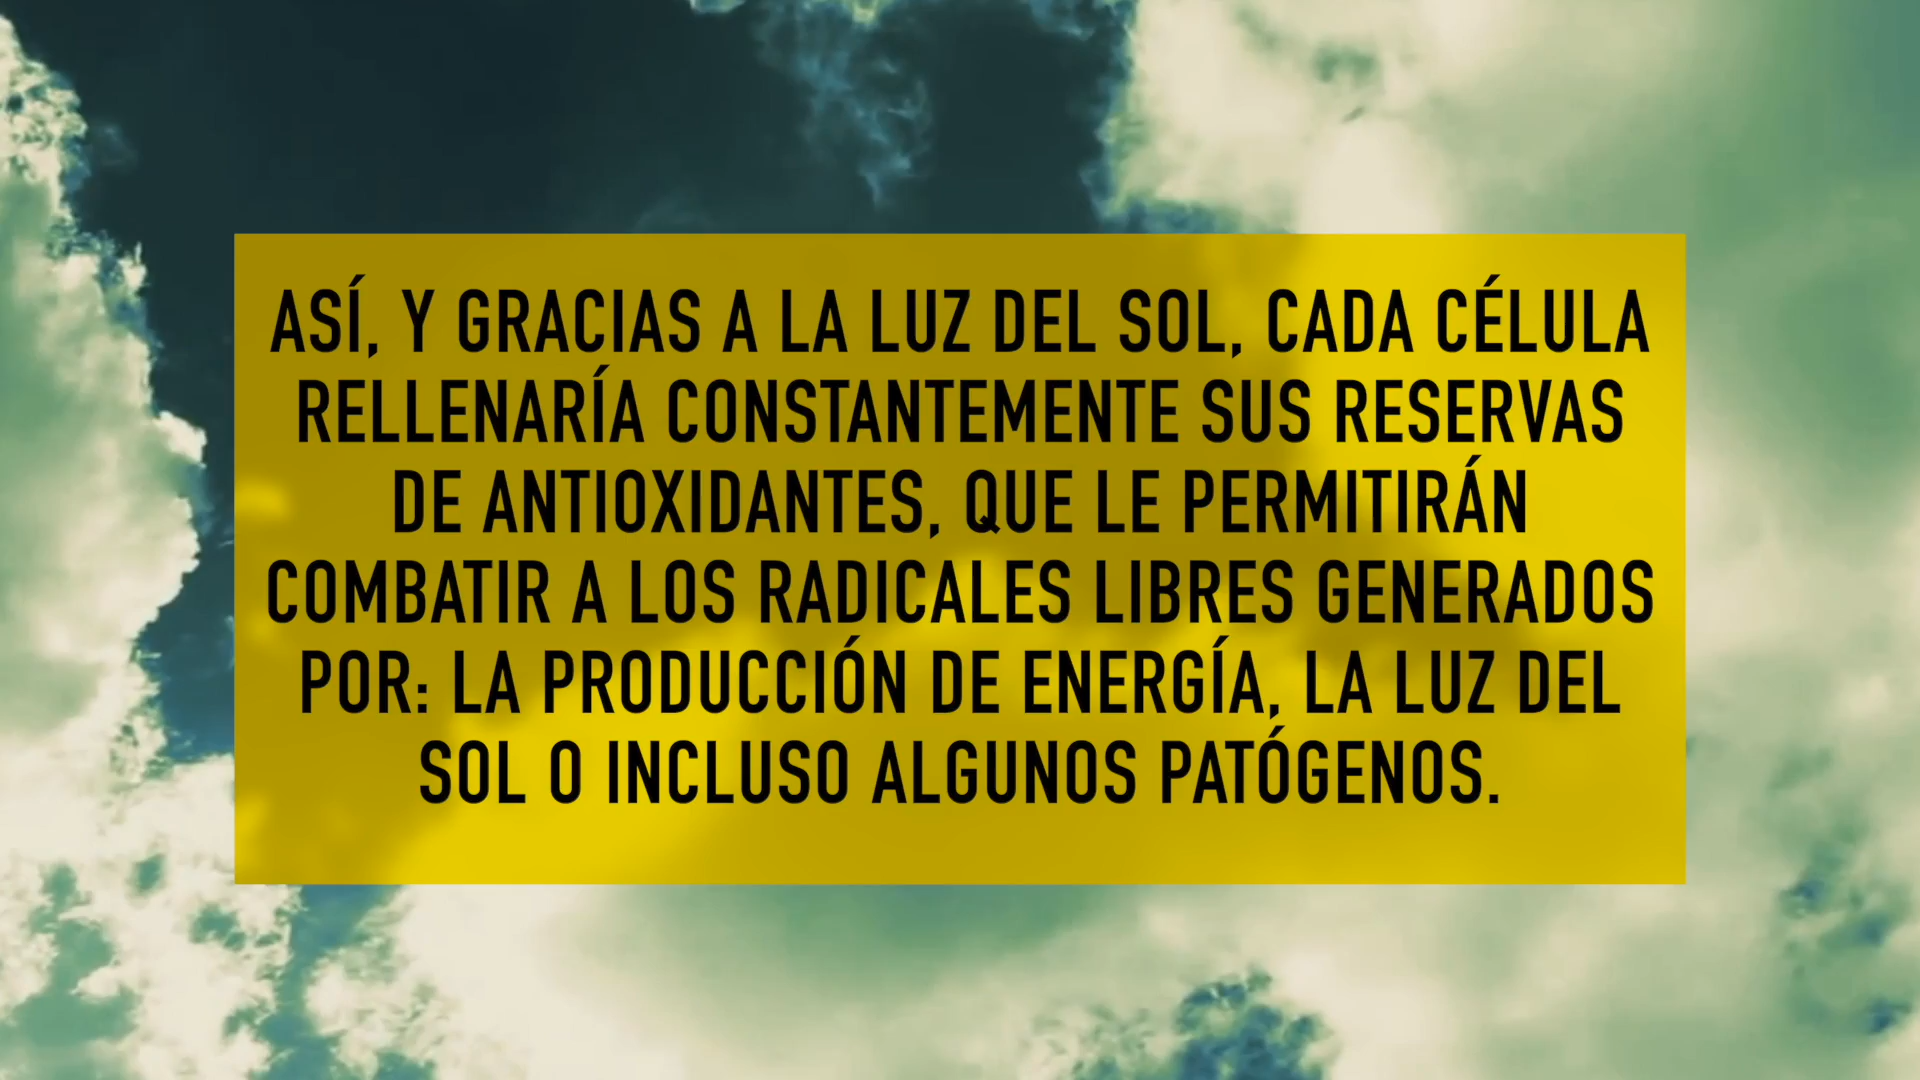 ASÍ, Y GRACIAS A LA LUZ DEL SOL, CADA CÉLULA
RELLENARÍA CONSTANTEMENTE SUS RESERVAS
DE ANTIOXIDANTES, QUE LE PERMITIRÁN
COMBATIR A LOS RADICALES LIBRES GENERADOS
POR: LA PRODUCCIÓN DE ENERGÍA, LA LUZ DEL
SOL O INCLUSO ALGUNOS PATÓGENOS.